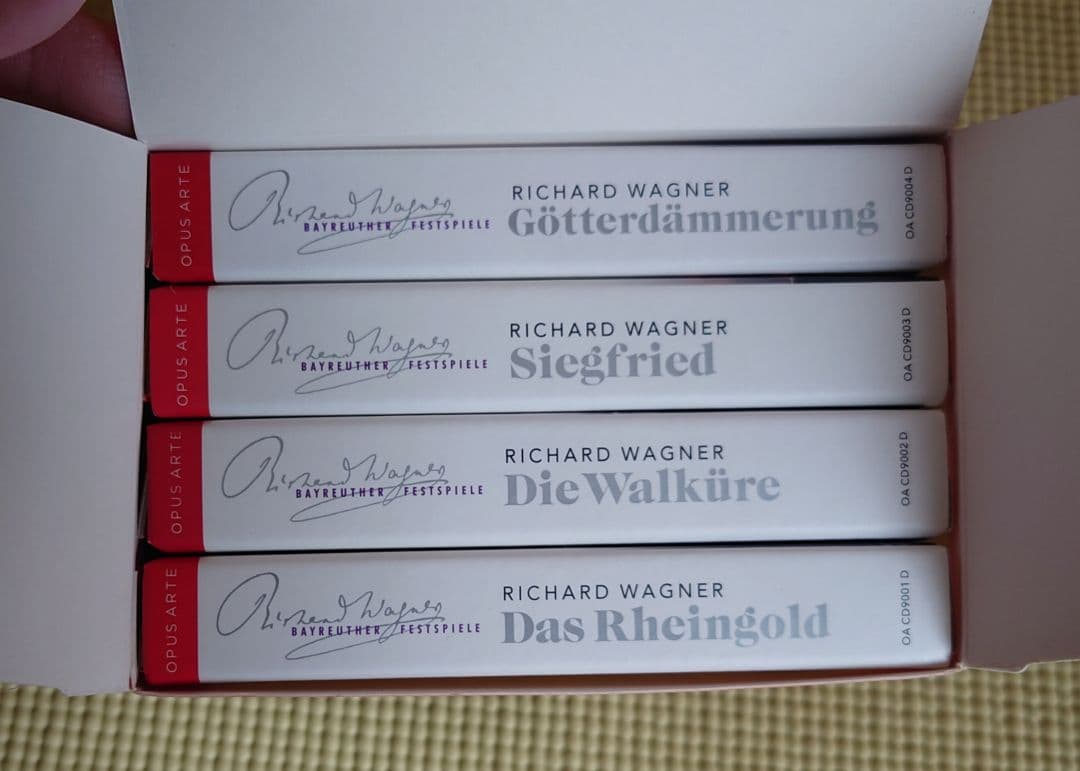 OPUS ARTE
Richard Wagner
BAYREUTHER FESTSPIELE
RICHARD WAGNER
Götterdämmerung
OA CD9004 D
OPUS ARTE
Richard Wagner
BAYREUTHER FESTSPIELE
RICHARD WAGNER
Siegfried
OA CD9003 D
OPUS ARTE
Richard Wagner
BAYREUTHER FESTSPIELE
RICHARD WAGNER
Die Walküre
OA CD9002 D
OPUS ARTE
Richard Wagner
BAYREUTHER FESTSPIELE
RICHARD WAGNER
Das Rheingold
OA CD9001 D